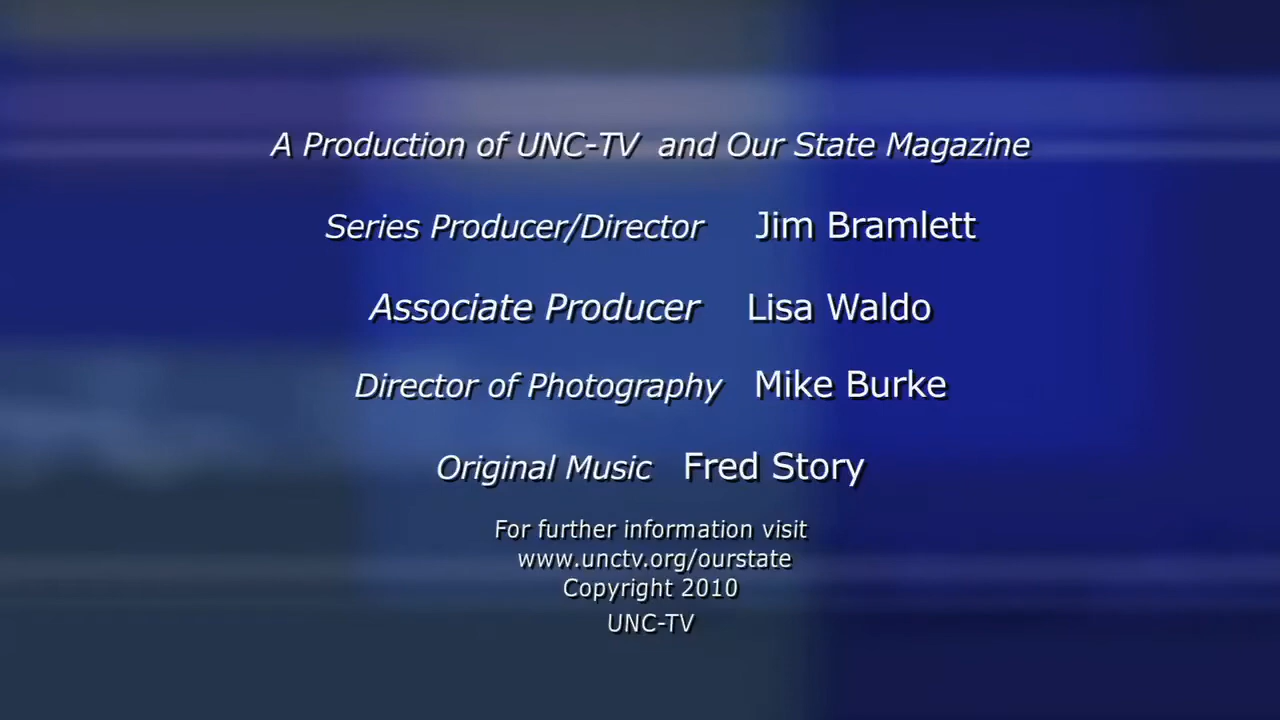 A Production of UNC-TV and Our State Magazine
Series Producer/Director Jim Bramlett
Associate Producer Lisa Waldo
Director of Photography Mike Burke
Original Music Fred Story
For further information visit
www.unctv.org/ourstate
Copyright 2010
UNC-TV